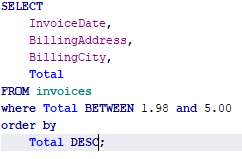 SELECT
InvoiceDate,
BillingAddress,
BillingCity,
Total
FROM invoices
where Total BETWEEN 1.98 and 5.00
order by
Total DESC;